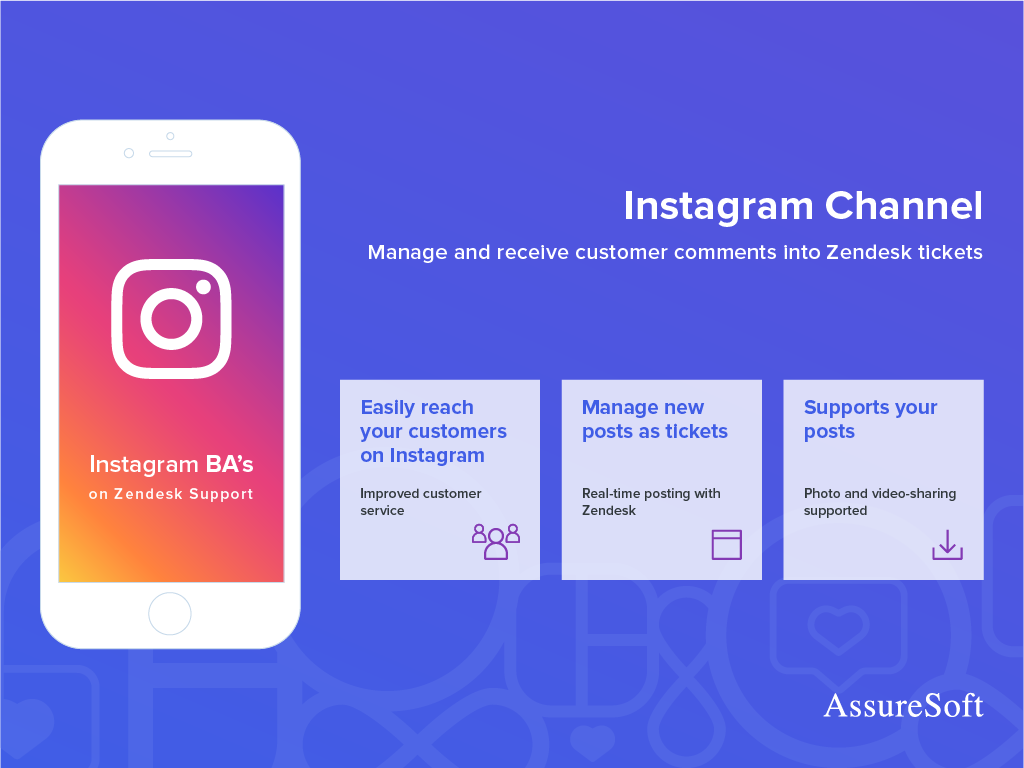 Instagram Channel
Manage and receive customer comments into Zendesk tickets
Instagram BA's
on Zendesk Support
Easily reach
your customers
on Instagram
Improved customer
service
Manage new
posts as tickets
Real-time posting with
Zendesk
Supports your
posts
Photo and video-sharing
supported
AssureSoft